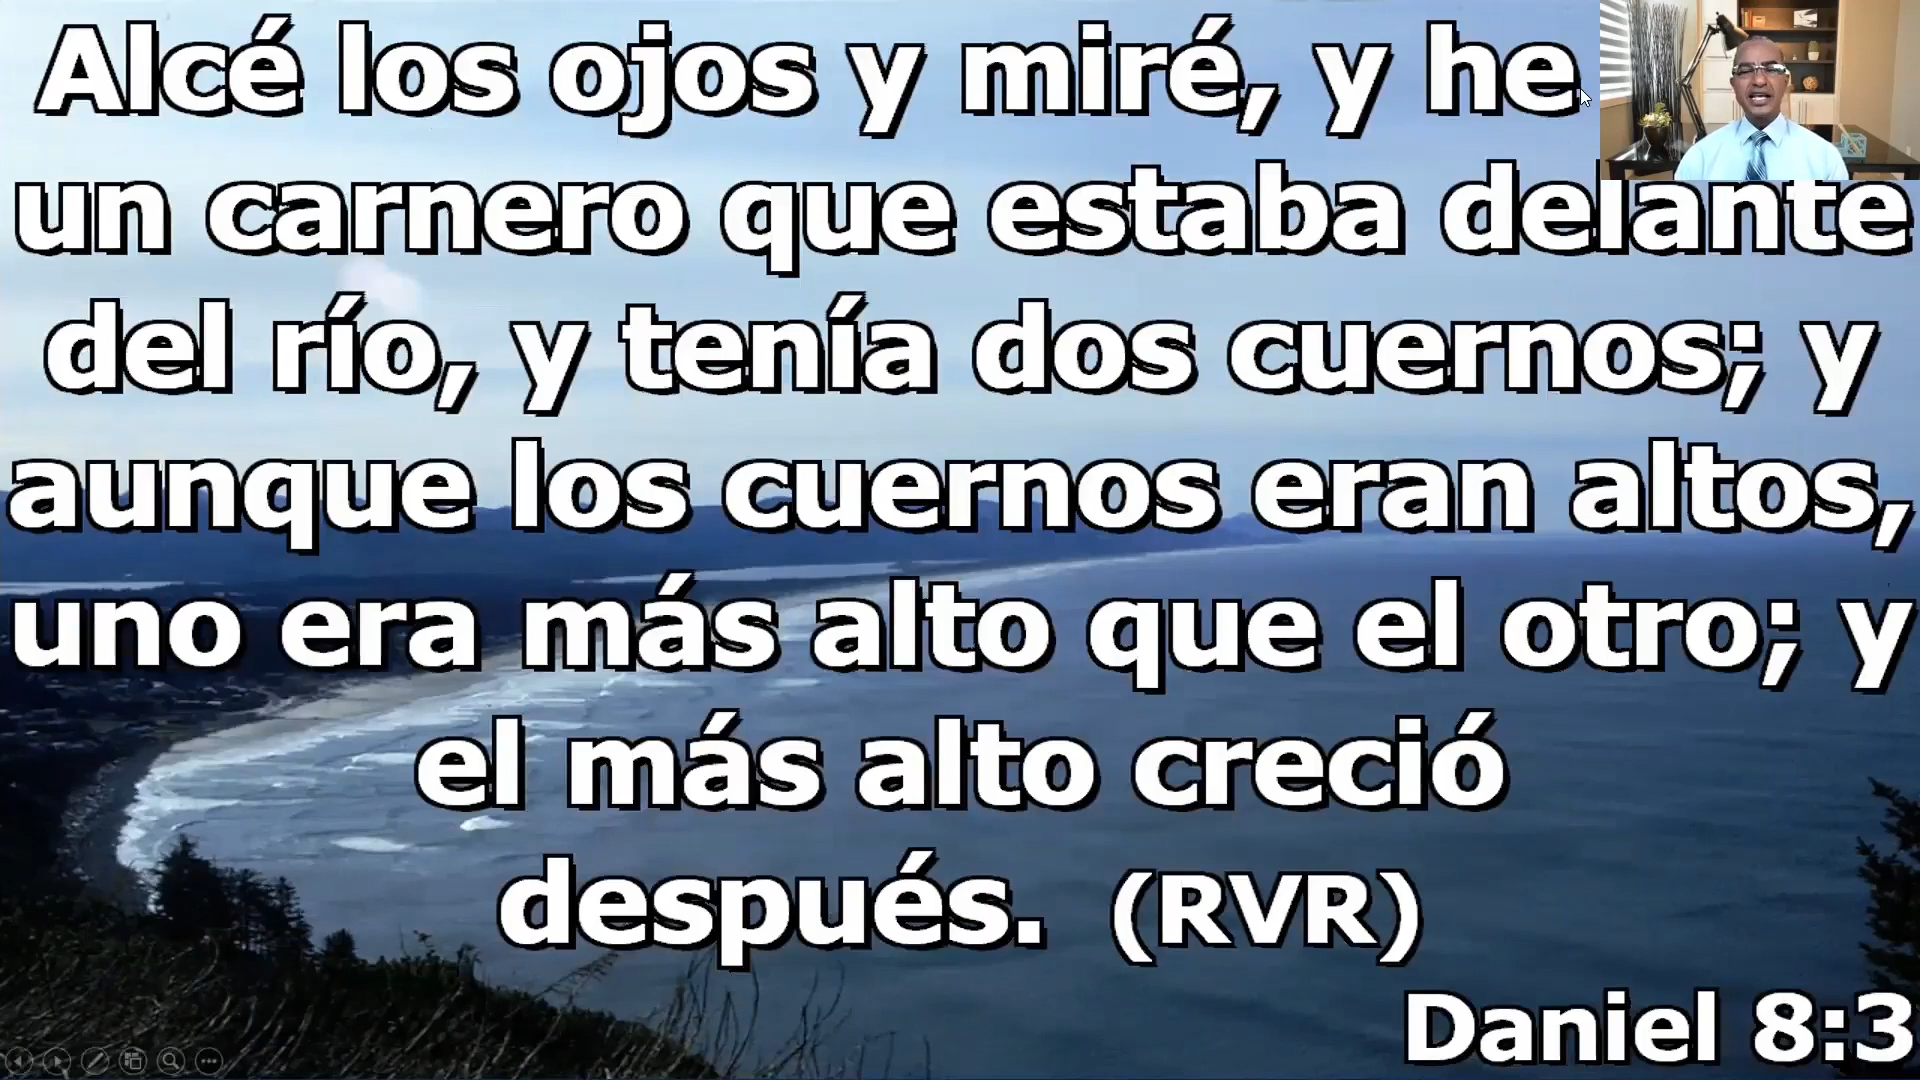 Alcé los ojos y miré, y he
un carnero que estaba delante
del río, y tenía dos cuernos; y
aunque los cuernos eran altos,
uno era más alto que el otro; y
el más alto creció
después. (RVR)
Daniel 8:3